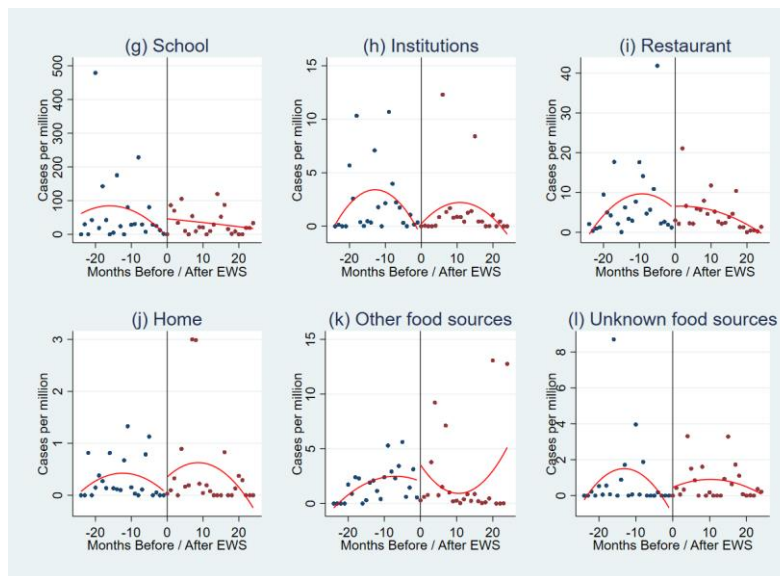 (g) School
Cases per million
500
400
300
200
100
0
-20 -10 0 10 20
Months Before / After EWS
(h) Institutions
Cases per million
15
10
5
0
-20 -10 0 10 20
Months Before / After EWS
(i) Restaurant
Cases per million
40
30
20
10
0
-20 -10 0 10 20
Months Before / After EWS
(j) Home
Cases per million
3
2
1
0
-20 -10 0 10 20
Months Before / After EWS
(k) Other food sources
Cases per million
15
10
5
0
-20 -10 0 10 20
Months Before / After EWS
(l) Unknown food sources
Cases per million
8
6
4
2
0
-20 -10 0 10 20
Months Before / After EWS